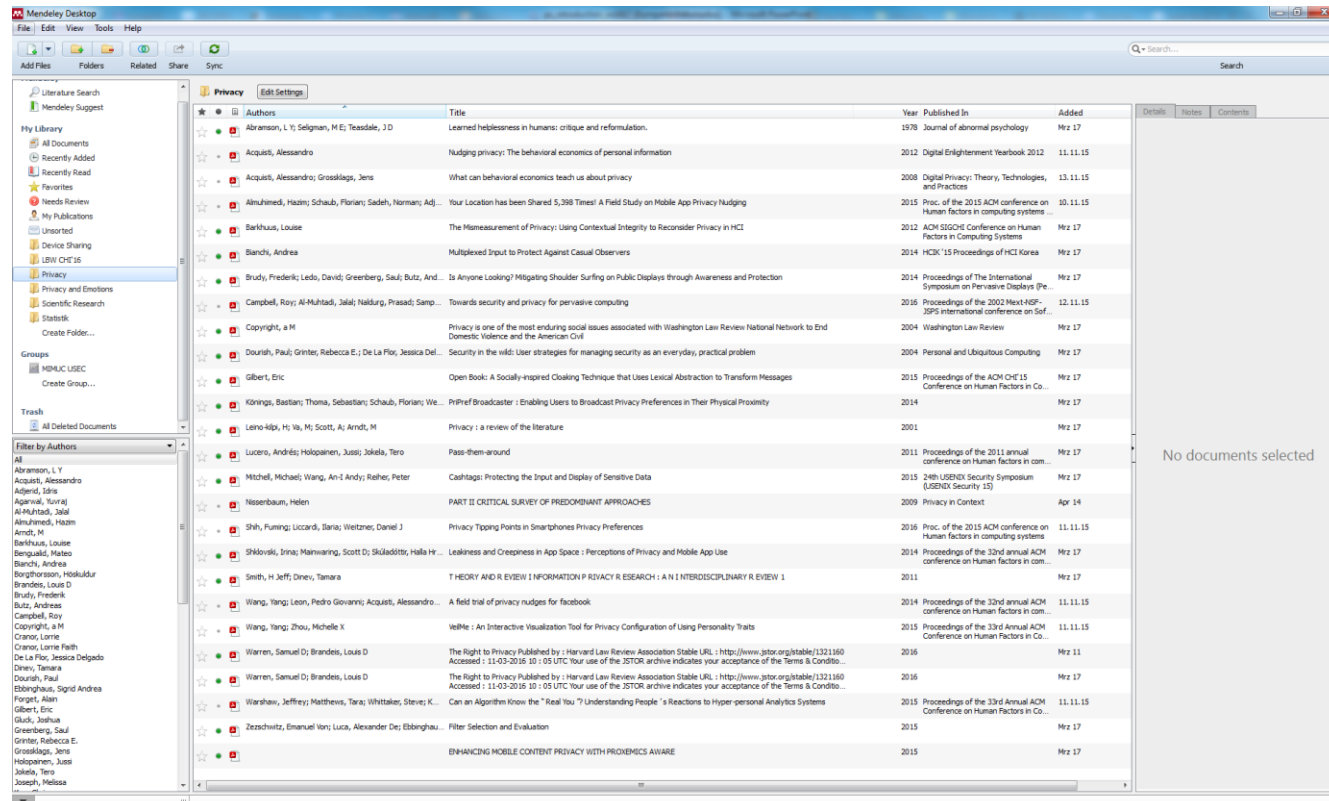 Mendeley Desktop
File Edit View Tools Help
Add Files Folders Related Share Sync
Search...
Search
Literature Search
Mendeley Suggest
My Library
All Documents
Recently Added
Recently Read
Favorites
Needs Review
My Publications
Unsorted
Device Sharing
LBW CHI'16
Privacy
Privacy and Emotions
Scientific Research
Statistik
Create Folder...
Groups
MIMUC USEC
Create Group...
Trash
All Deleted Documents
Filter by Authors
All
Abramson, L Y
Acquisti, Alessandro
Adjerid, Idris
Agarwal, Yuvraj
Al-Muhtadi, Jalal
Almuhimedi, Hazim
Arndt, M
Barkhuus, Louise
Bengualid, Mateo
Bianchi, Andrea
Borgthorsson, Höskuldur
Brandeis, Louis D
Brudy, Frederik
Butz, Andreas
Campbell, Roy
Copyright, a M
Cranor, Lorrie
Cranor, Lorrie Faith
De La Flor, Jessica Delgado
Dinev, Tamara
Dourish, Paul
Ebbinghaus, Sigrid Andrea
Forget, Alain
Gilbert, Eric
Gluck, Joshua
Greenberg, Saul
Grinter, Rebecca E.
Grossklags, Jens
Holopainen, Jussi
Jokela, Tero
Joseph, Melissa
Privacy Edit Settings
Authors Title Year Published In Added
Abramson, L Y; Seligman, M E; Teasdale, J D Learned helplessness in humans: critique and reformulation. 1978 Journal of abnormal psychology Mrz 17
Acquisti, Alessandro Nudging privacy: The behavioral economics of personal information 2012 Digital Enlightenment Yearbook 2012 11.11.15
Acquisti, Alessandro; Grossklags, Jens What can behavioral economics teach us about privacy 2008 Digital Privacy: Theory, Technologies, 13.11.15
and Practices
Almuhimedi, Hazim; Schaub, Florian; Sadeh, Norman; Adj... Your Location has been Shared 5,398 Times! A Field Study on Mobile App Privacy Nudging 2015 Proc. of the 2015 ACM conference on 10.11.15
Human factors in computing systems ...
Barkhuus, Louise The Mismeasurement of Privacy: Using Contextual Integrity to Reconsider Privacy in HCI 2012 ACM SIGCHI Conference on Human Mrz 17
Factors in Computing Systems
Bianchi, Andrea Multiplexed Input to Protect Against Casual Observers 2014 HCIK '15 Proceedings of HCI Korea Mrz 17
Brudy, Frederik; Ledo, David; Greenberg, Saul; Butz, And... Is Anyone Looking? Mitigating Shoulder Surfing on Public Displays through Awareness and Protection 2014 Proceedings of The International Mrz 17
Symposium on Pervasive Displays (Pe...
Campbell, Roy; Al-Muhtadi, Jalal; Naldurg, Prasad; Samp... Towards security and privacy for pervasive computing 2016 Proceedings of the 2002 Mext-NSF- 12.11.15
JSPS international conference on Sof...
Copyright, a M Privacy is one of the most enduring social issues associated with Washington Law Review National Network to End 2004 Washington Law Review Mrz 17
Domestic Violence and the American Civil
Dourish, Paul; Grinter, Rebecca E.; De La Flor, Jessica Del... Security in the wild: User strategies for managing security as an everyday, practical problem 2004 Personal and Ubiquitous Computing Mrz 17
Gilbert, Eric Open Book: A Socially-inspired Cloaking Technique that Uses Lexical Abstraction to Transform Messages 2015 Proceedings of the ACM CHI'15 Mrz 17
Conference on Human Factors in Co...
Könings, Bastian; Thoma, Sebastian; Schaub, Florian; We... PriPref Broadcaster : Enabling Users to Broadcast Privacy Preferences in Their Physical Proximity 2014 Mrz 17
Leino-kilpi, H; Va, M; Scott, A; Arndt, M Privacy : a review of the literature 2001 Mrz 17
Lucero, Andrés; Holopainen, Jussi; Jokela, Tero Pass-them-around 2011 Proceedings of the 2011 annual Mrz 17
conference on Human factors in com...
Mitchell, Michael; Wang, An-I Andy; Reiher, Peter Cashtags: Protecting the Input and Display of Sensitive Data 2015 24th USENIX Security Symposium Mrz 17
(USENIX Security 15)
Nissenbaum, Helen PART II CRITICAL SURVEY OF PREDOMINANT APPROACHES 2009 Privacy in Context Apr 14
Shih, Fuming; Liccardi, Ilaria; Weitzner, Daniel J Privacy Tipping Points in Smartphones Privacy Preferences 2016 Proc. of the 2015 ACM conference on 11.11.15
Human factors in computing systems
Shklovski, Irina; Mainwaring, Scott D; Skúladóttir, Halla Hr... Leakiness and Creepiness in App Space : Perceptions of Privacy and Mobile App Use 2014 Proceedings of the 32nd annual ACM Mrz 17
conference on Human factors in com...
Smith, H Jeff; Dinev, Tamara T HEORY AND R EVIEW I NFORMATION P RIVACY R ESEARCH : A N I NTERDISCIPLINARY R EVIEW 1 2011 Mrz 17
Wang, Yang; Leon, Pedro Giovanni; Acquisti, Alessandro... A field trial of privacy nudges for facebook 2014 Proceedings of the 32nd annual ACM 11.11.15
conference on Human factors in com...
Wang, Yang; Zhou, Michelle X VeilMe : An Interactive Visualization Tool for Privacy Configuration of Using Personality Traits 2015 Proceedings of the 33rd Annual ACM 11.11.15
Conference on Human Factors in Co...
Warren, Samuel D; Brandeis, Louis D The Right to Privacy Published by : Harvard Law Review Association Stable URL : http://www.jstor.org/stable/1321160 2016 Mrz 11
Accessed : 11-03-2016 10 : 05 UTC Your use of the JSTOR archive indicates your acceptance of the Terms & Conditio...
Warren, Samuel D; Brandeis, Louis D The Right to Privacy Published by : Harvard Law Review Association Stable URL : http://www.jstor.org/stable/1321160 2016 Mrz 17
Accessed : 11-03-2016 10 : 05 UTC Your use of the JSTOR archive indicates your acceptance of the Terms & Conditio...
Warshaw, Jeffrey; Matthews, Tara; Whittaker, Steve; K... Can an Algorithm Know the " Real You "? Understanding People ´ s Reactions to Hyper-personal Analytics Systems 2015 Proceedings of the 33rd Annual ACM 11.11.15
Conference on Human Factors in Co...
Zezschwitz, Emanuel Von; Luca, Alexander De; Ebbinghau... Filter Selection and Evaluation 2015 Mrz 17
ENHANCING MOBILE CONTENT PRIVACY WITH PROXEMICS AWARE 2015 Mrz 17
Details Notes Contents
No documents selected